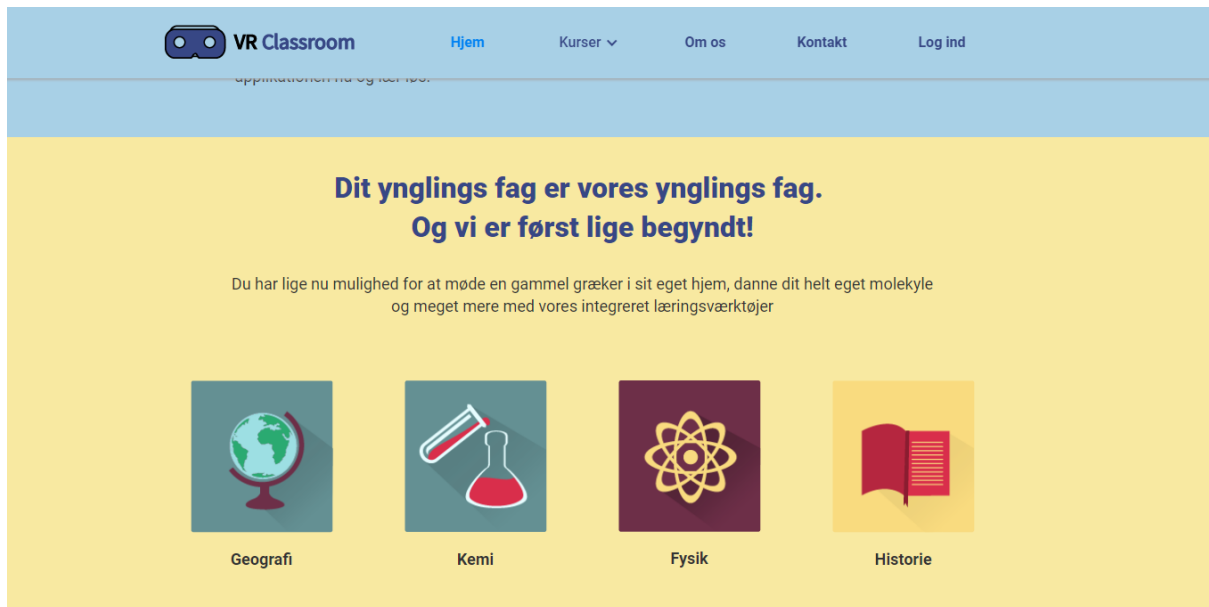 VR Classroom
Hjem
Kurser
Om os
Kontakt
Log ind
Dit ynglings fag er vores ynglings fag.
Og vi er først lige begyndt!
Du har lige nu mulighed for at møde en gammel græker i sit eget hjem, danne dit helt eget molekyle
og meget mere med vores integreret læringsværktøjer
Geografi
Kemi
Fysik
Historie